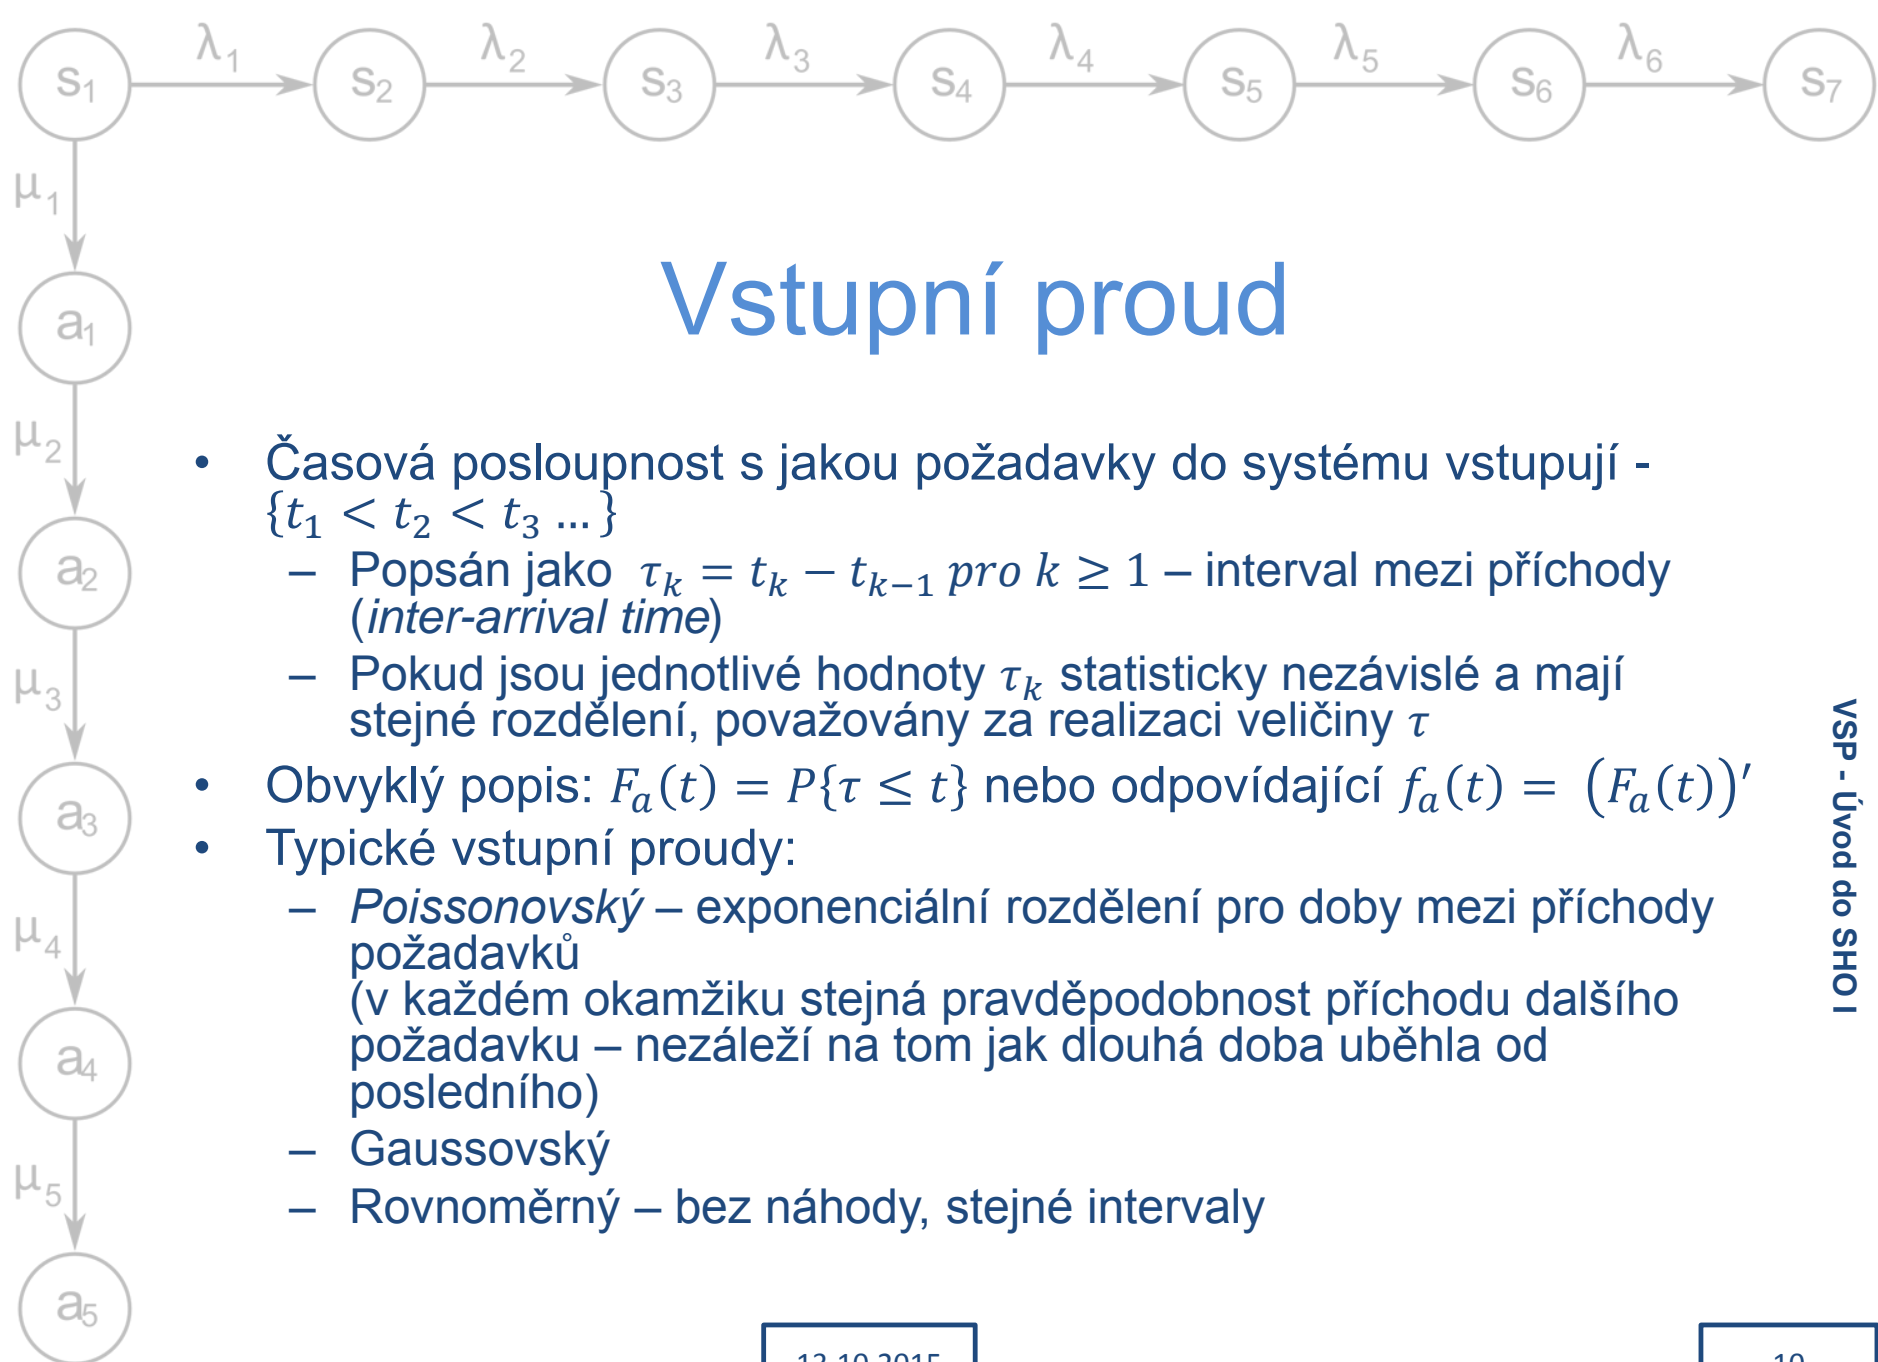 s₁ λ₁ s₂ λ₂ s₃ λ₃ s₄ λ₄ s₅ λ₅ s₆ λ₆ s₇
μ₁
a₁
μ₂
a₂
μ₃
a₃
μ₄
a₄
μ₅
a₅
Vstupní proud
• Časová posloupnost s jakou požadavky do systému vstupují -
{t₁ < t₂ < t₃ … }
– Popsán jako τₖ = tₖ − tₖ₋₁ pro k ≥ 1 – interval mezi příchody
(inter-arrival time)
– Pokud jsou jednotlivé hodnoty τₖ statisticky nezávislé a mají
stejné rozdělení, považovány za realizaci veličiny τ
• Obvyklý popis: Fₐ(t) = P{τ ≤ t} nebo odpovídající fₐ(t) = (Fₐ(t))′
• Typické vstupní proudy:
– Poissonovský – exponenciální rozdělení pro doby mezi příchody
požadavků
(v každém okamžiku stejná pravděpodobnost příchodu dalšího
požadavku – nezáleží na tom jak dlouhá doba uběhla od
posledního)
– Gaussovský
– Rovnoměrný – bez náhody, stejné intervaly
VSP - Úvod do SHO I
13.10.2015
10